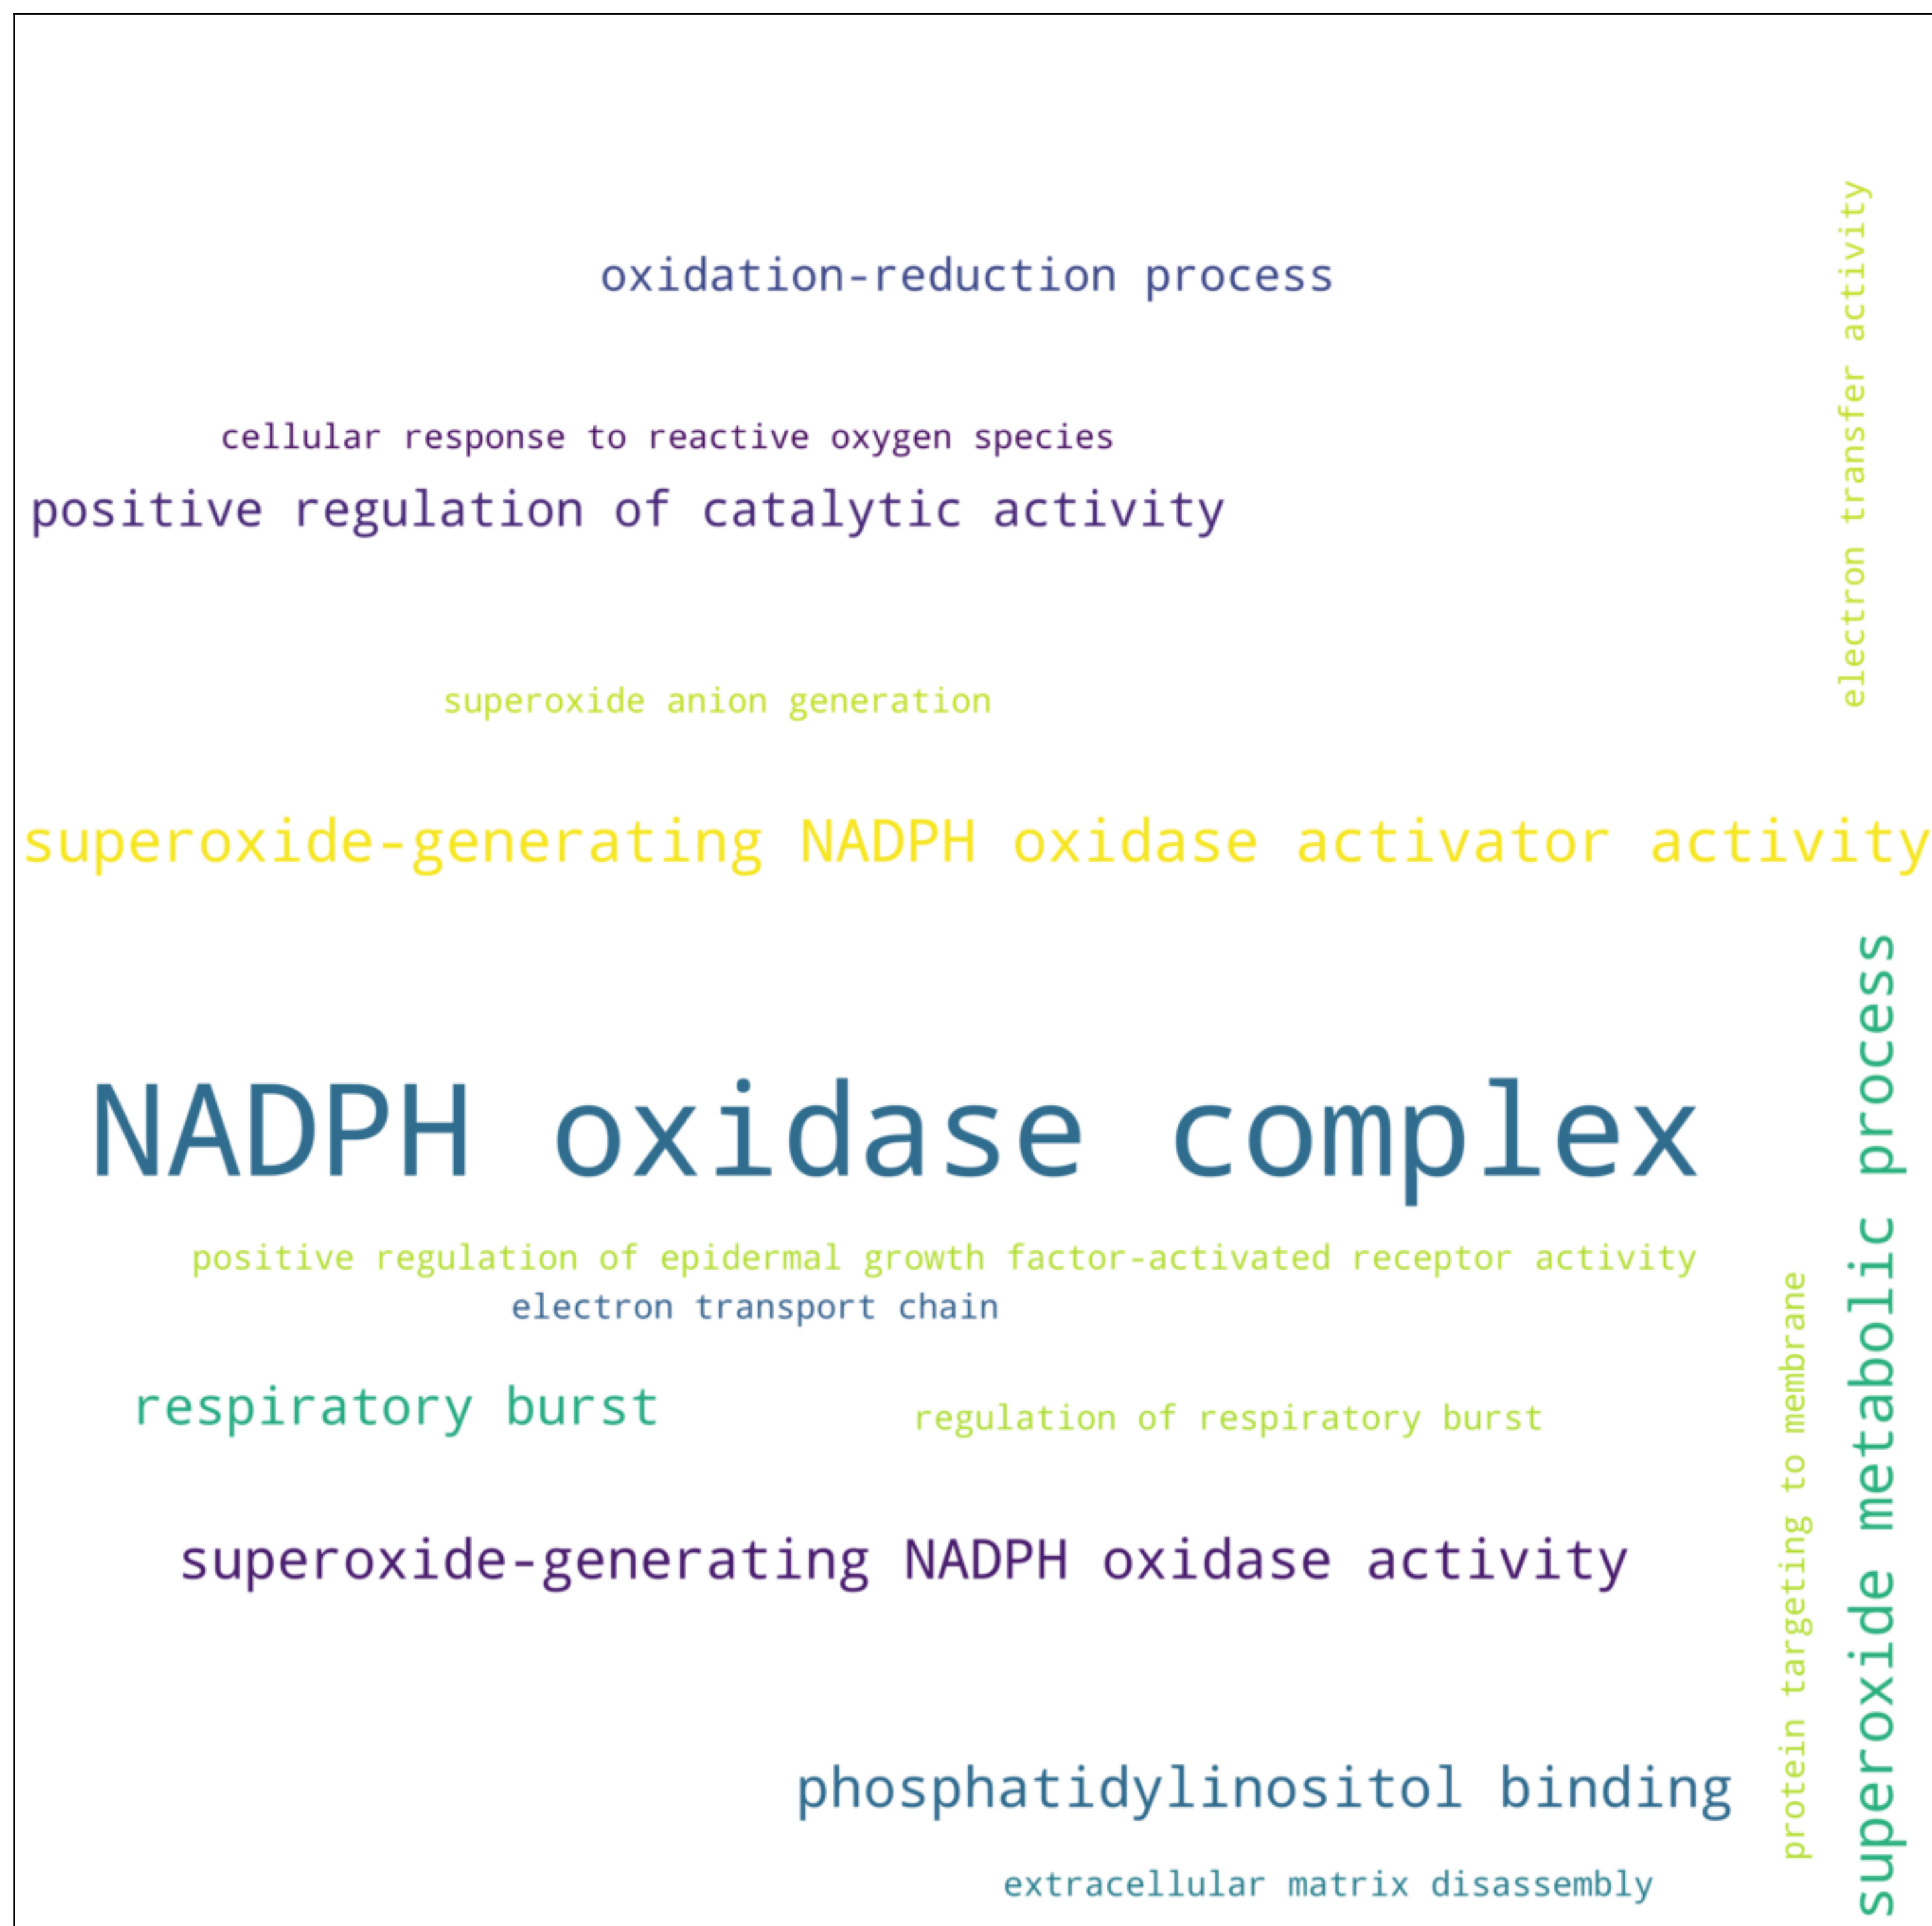 oxidation-reduction process
electron transfer activity
cellular response to reactive oxygen species
positive regulation of catalytic activity
superoxide anion generation
superoxide-generating NADPH oxidase activator activity
NADPH oxidase complex
superoxide metabolic process
positive regulation of epidermal growth factor-activated receptor activity
electron transport chain
protein targeting to membrane
respiratory burst
regulation of respiratory burst
superoxide-generating NADPH oxidase activity
phosphatidylinositol binding
extracellular matrix disassembly